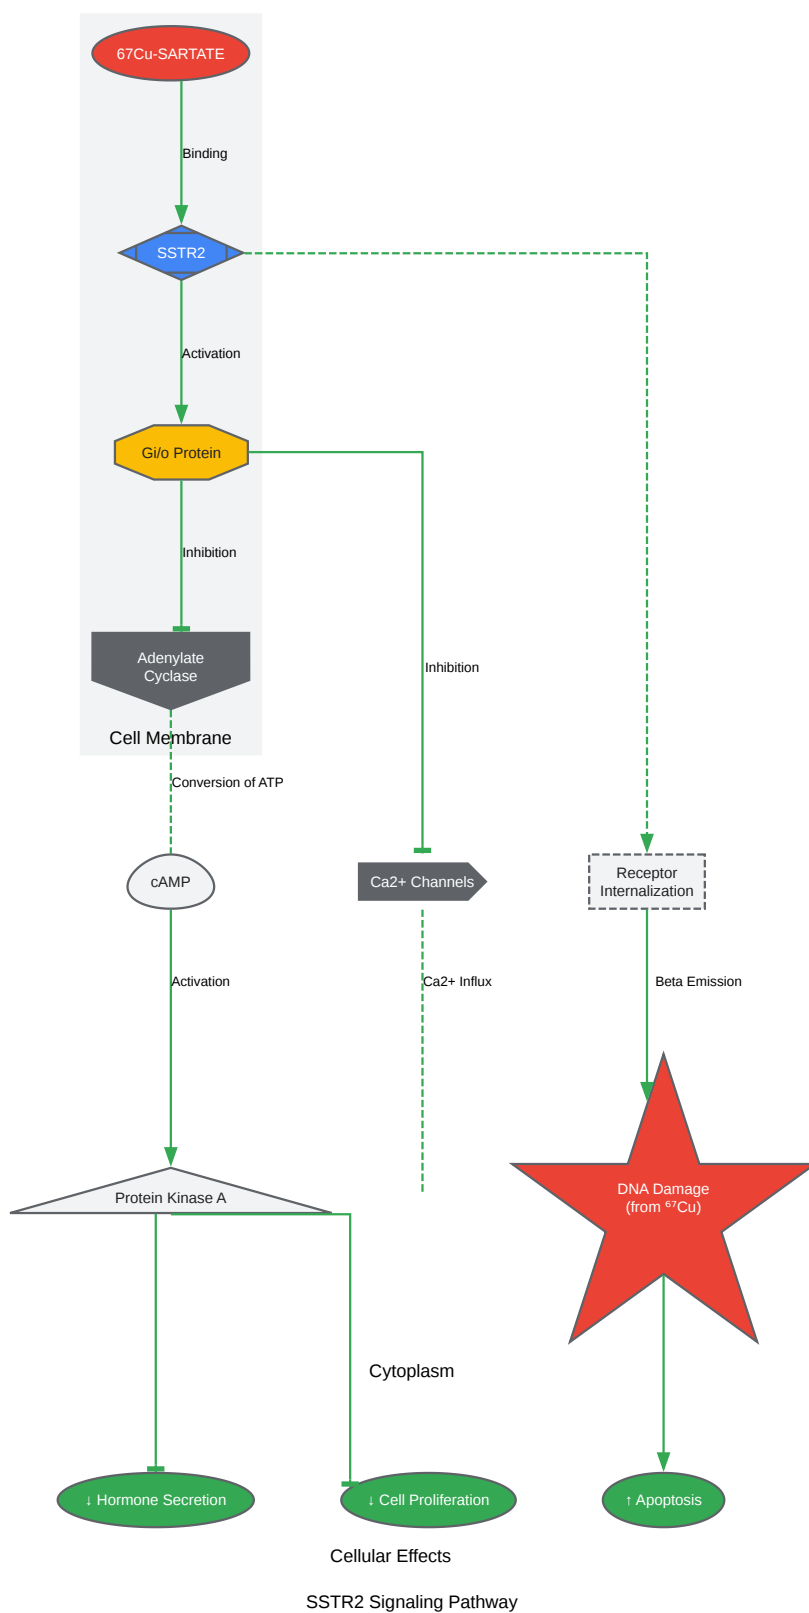 67Cu-SARTATE
Binding
SSTR2
Activation
Gi/o Protein
Inhibition
Inhibition
Adenylate
Cyclase
Cell Membrane
Conversion of ATP
cAMP
Ca2+ Channels
Receptor
Internalization
Activation
Ca2+ Influx
Beta Emission
Protein Kinase A
DNA Damage
(from ⁶⁷Cu)
Cytoplasm
↓ Hormone Secretion
↓ Cell Proliferation
↑ Apoptosis
Cellular Effects
SSTR2 Signaling Pathway